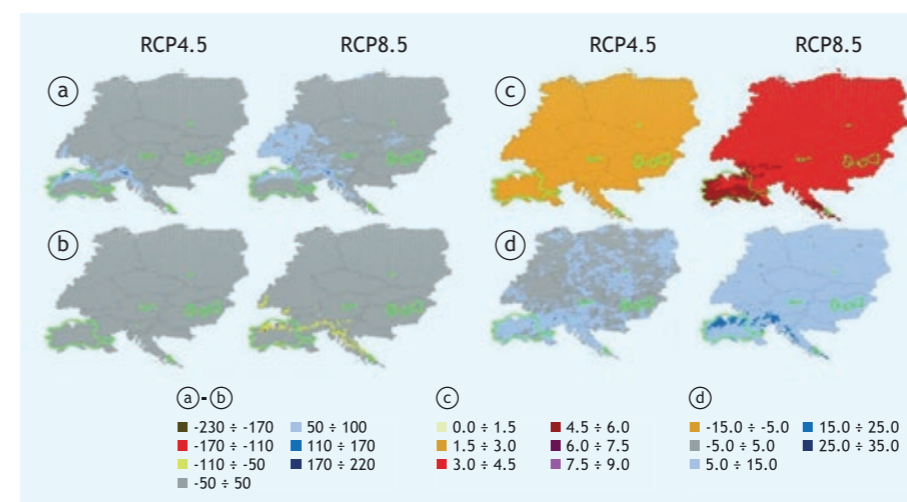 RCP4.5 RCP8.5 RCP4.5 RCP8.5
a c
b d
a - b c d
-230 ÷ -170 50 ÷ 100 0.0 ÷ 1.5 4.5 ÷ 6.0 -15.0 ÷ -5.0 15.0 ÷ 25.0
-170 ÷ -110 110 ÷ 170 1.5 ÷ 3.0 6.0 ÷ 7.5 -5.0 ÷ 5.0 25.0 ÷ 35.0
-110 ÷ -50 170 ÷ 220 3.0 ÷ 4.5 7.5 ÷ 9.0 5.0 ÷ 15.0
-50 ÷ 50